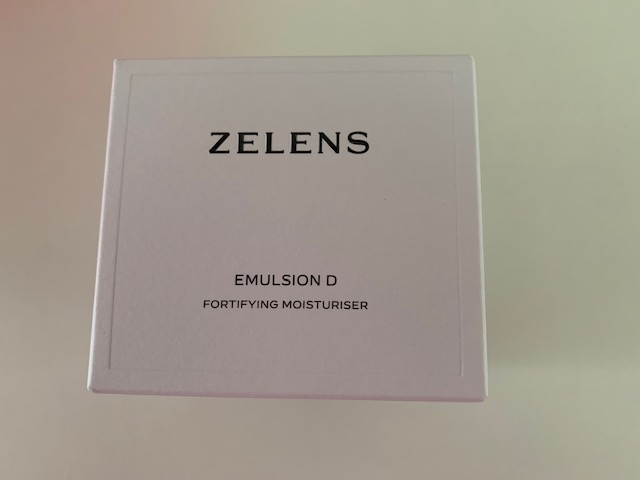 ZELENS
EMULSION D
FORTIFYING MOISTURISER